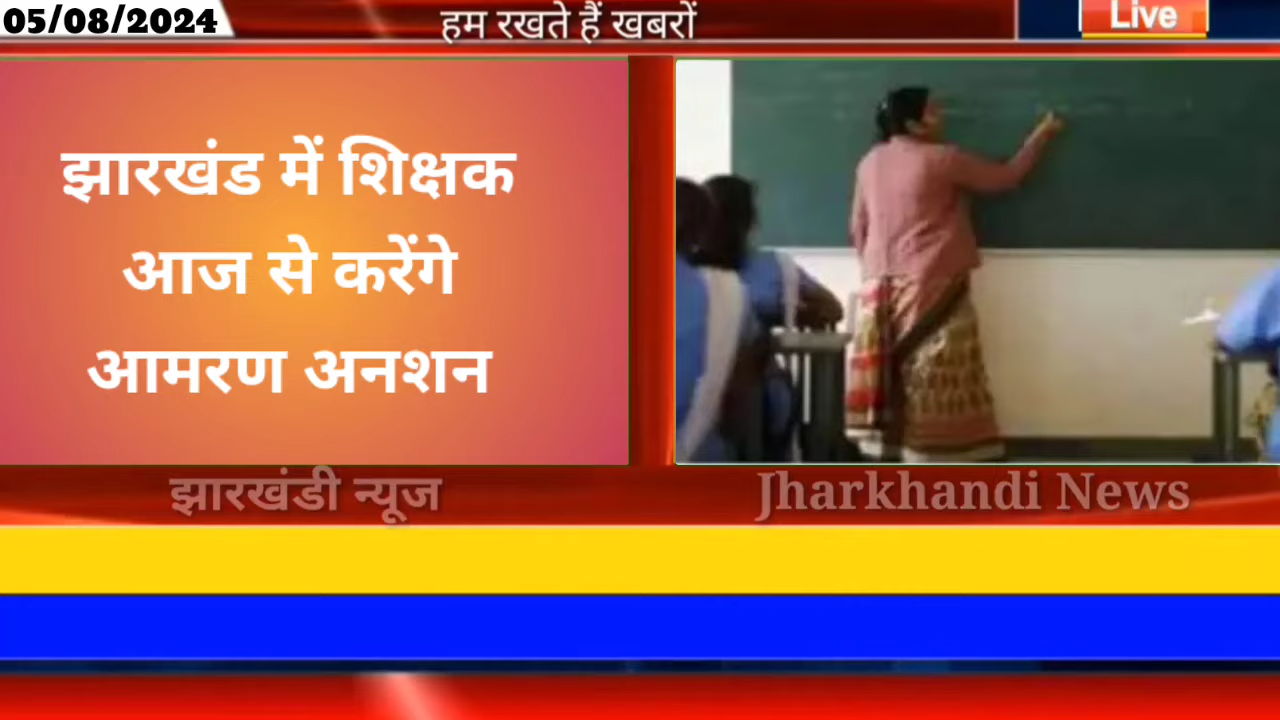 05/08/2024
हम रखते हैं खबरों
Live
झारखंड में शिक्षक
आज से करेंगे
आमरण अनशन
झारखंडी न्यूज
Jharkhandi News